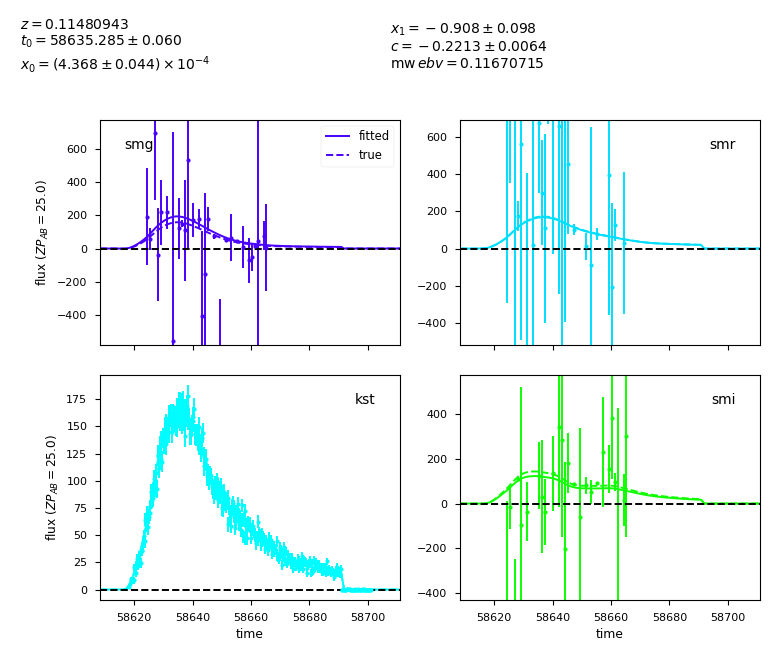 z = 0.11480943
t₀ = 58635.285 ± 0.060
x₀ = (4.368 ± 0.044) × 10⁻⁴
x₁ = −0.908 ± 0.098
c = −0.2213 ± 0.0064
mw ebv = 0.11670715
smg
fitted
true
600
400
200
0
−200
−400
flux (ZP_AB = 25.0)
smr
600
400
200
0
−200
−400
kst
175
150
125
100
75
50
25
0
flux (ZP_AB = 25.0)
58620 58640 58660 58680 58700
time
smi
400
200
0
−200
−400
58620 58640 58660 58680 58700
time